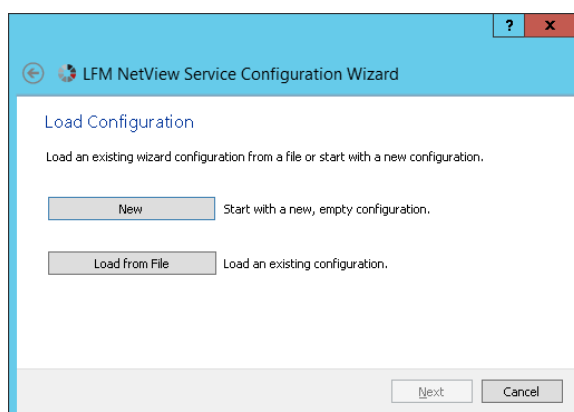 ? x
LFM NetView Service Configuration Wizard
Load Configuration
Load an existing wizard configuration from a file or start with a new configuration.
New Start with a new, empty configuration.
Load from File Load an existing configuration.
Next Cancel